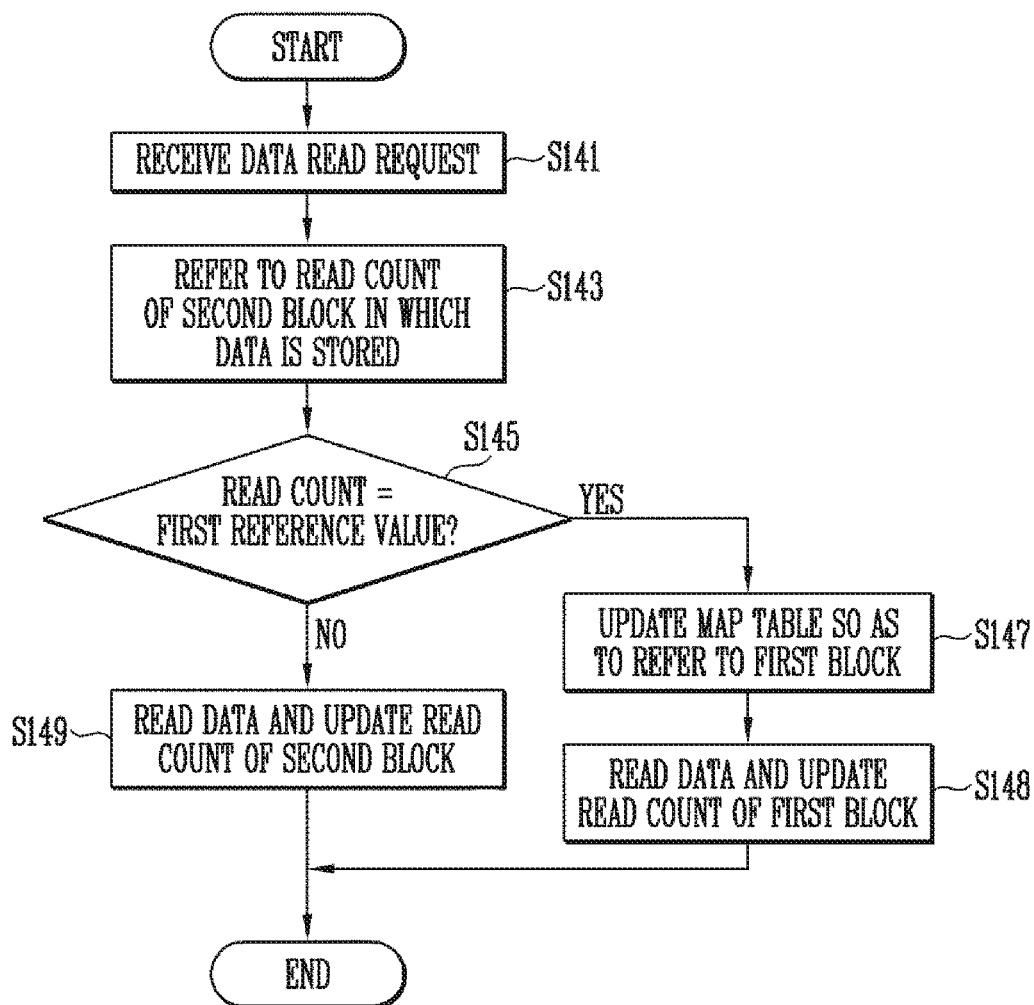 START
RECEIVE DATA READ REQUEST
S141
REFER TO READ COUNT
OF SECOND BLOCK IN WHICH
DATA IS STORED
S143
S145
READ COUNT =
FIRST REFERENCE VALUE?
YES
NO
UPDATE MAP TABLE SO AS
TO REFER TO FIRST BLOCK
S147
S149
READ DATA AND UPDATE READ
COUNT OF SECOND BLOCK
READ DATA AND UPDATE
READ COUNT OF FIRST BLOCK
S148
END